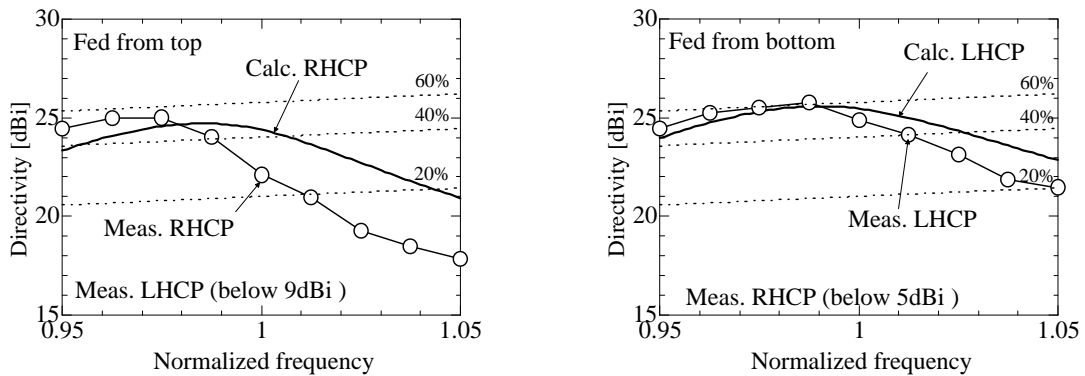 30
Fed from top
Calc. RHCP
60%
25
40%
20%
20
Meas. RHCP
Meas. LHCP (below 9dBi )
15
0.95
1
1.05
Directivity [dBi]
Normalized frequency
30
Fed from bottom
Calc. LHCP
60%
25
40%
20%
20
Meas. LHCP
Meas. RHCP (below 5dBi )
15
0.95
1
1.05
Directivity [dBi]
Normalized frequency